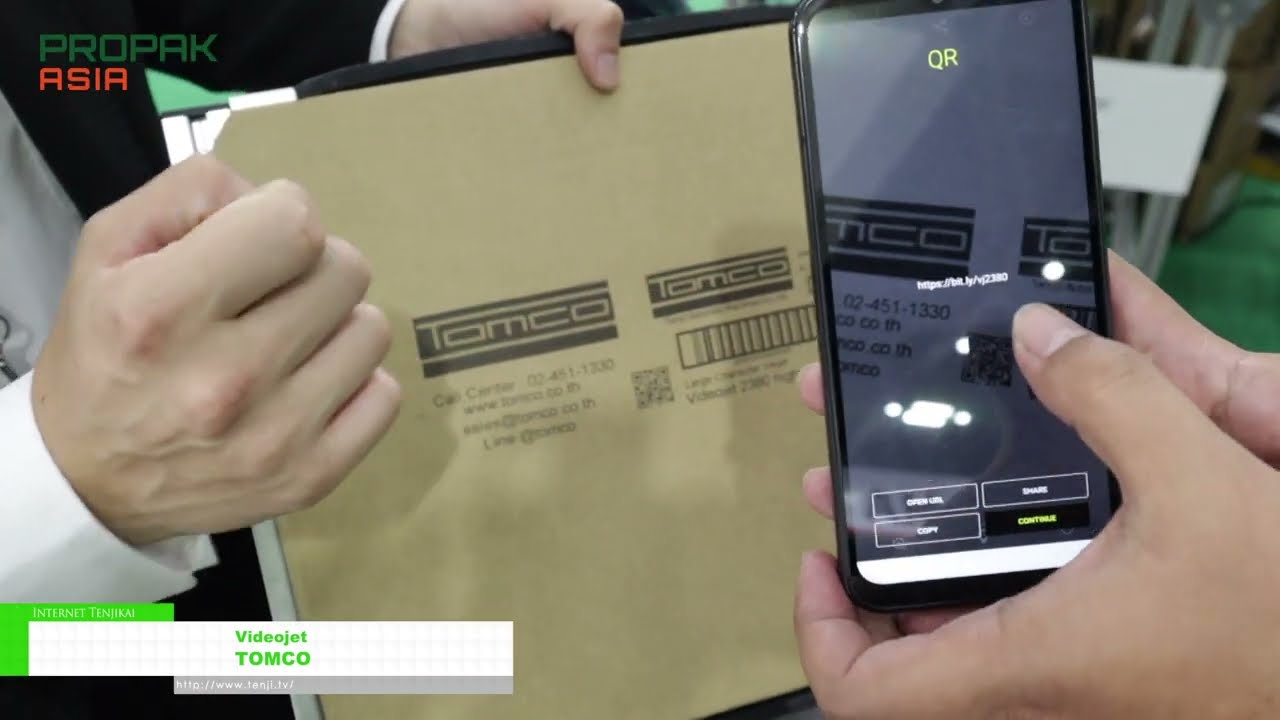 PROPAK
ASIA
Tomco
Call Center 02-451-1330
www.tomco.co.th
sales@tomco.co.th
Line @tomco
Tomco
Large Character Inkjet
Videojet 2380 high
QR
mco
To
https://bit.ly/vj2380
02-451-1330
co.co.th
mco.co.th
omco
OPEN URL
SHARE
COPY
CONTINUE
INTERNET TENJIKAI
Videojet
TOMCO
http://www.tenji.tv/